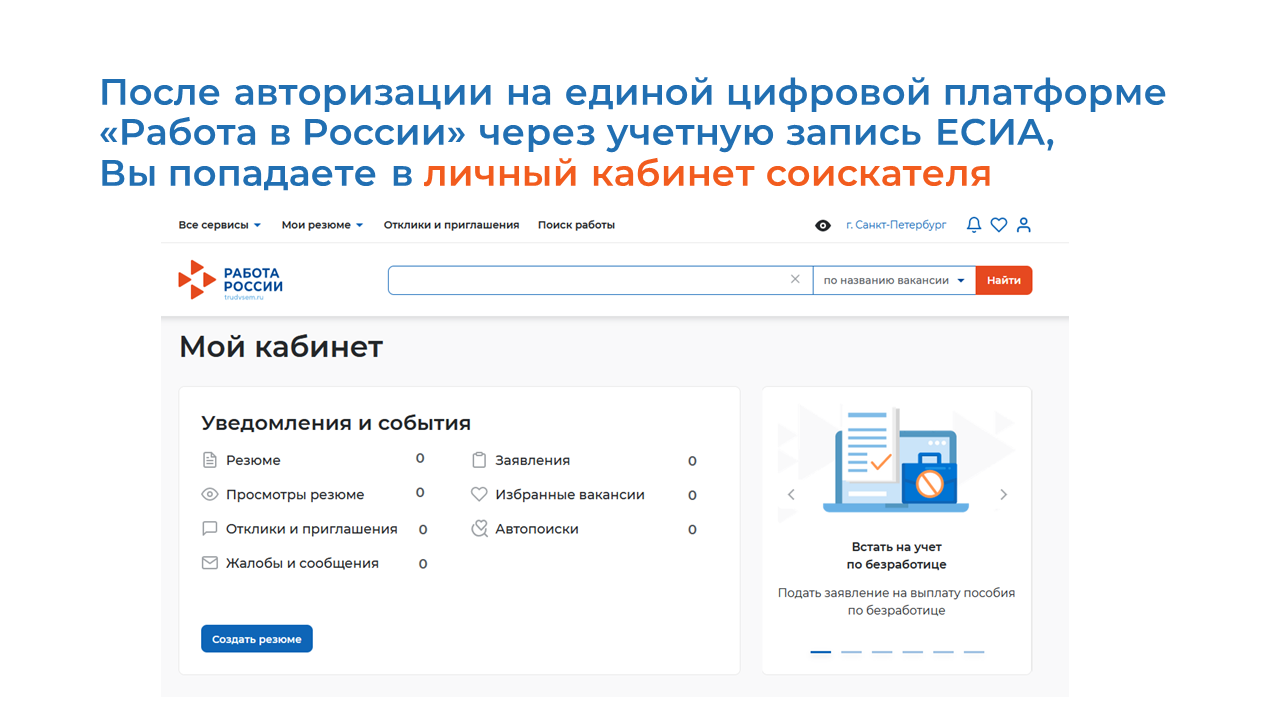 После авторизации на единой цифровой платформе
«Работа в России» через учетную запись ЕСИА,
Вы попадаете в личный кабинет соискателя
Все сервисы Мои резюме Отклики и приглашения Поиск работы г. Санкт-Петербург
РАБОТА
РОССИИ
trudvsem.ru
по названию вакансии Найти
Мой кабинет
Уведомления и события
Резюме 0 Заявления 0
Просмотры резюме 0 Избранные вакансии 0
Отклики и приглашения 0 Автопоиски 0
Жалобы и сообщения 0
Создать резюме
Встать на учет
по безработице
Подать заявление на выплату пособия
по безработице